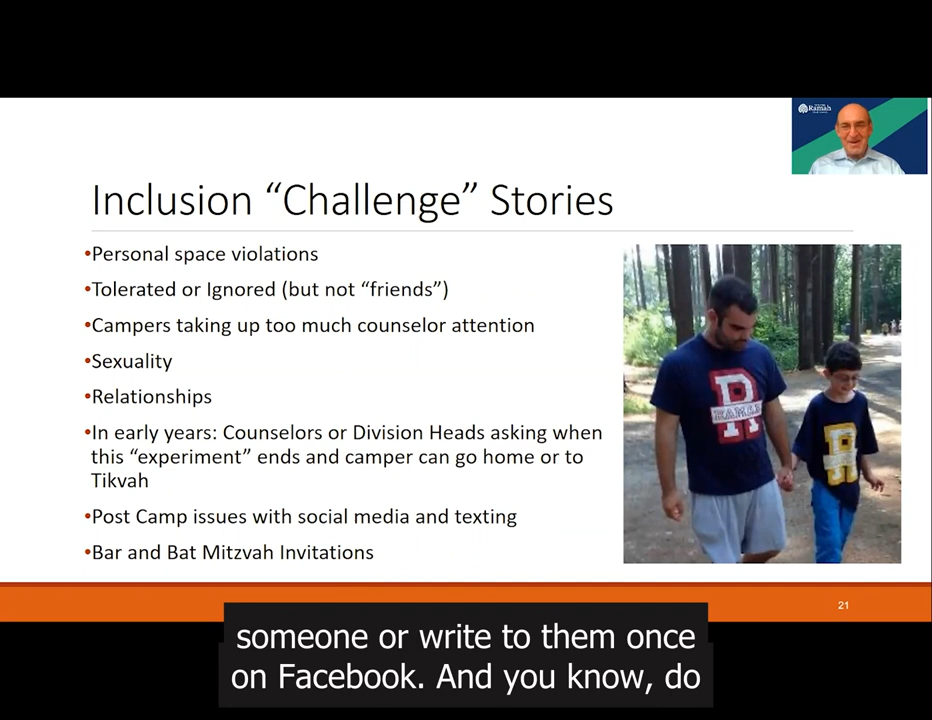 Ramah
Inclusion “Challenge” Stories
•Personal space violations
•Tolerated or Ignored (but not “friends”)
•Campers taking up too much counselor attention
•Sexuality
•Relationships
•In early years: Counselors or Division Heads asking when
this “experiment” ends and camper can go home or to
Tikvah
•Post Camp issues with social media and texting
•Bar and Bat Mitzvah Invitations
R
RAMAH
R
21
someone or write to them once
on Facebook. And you know, do